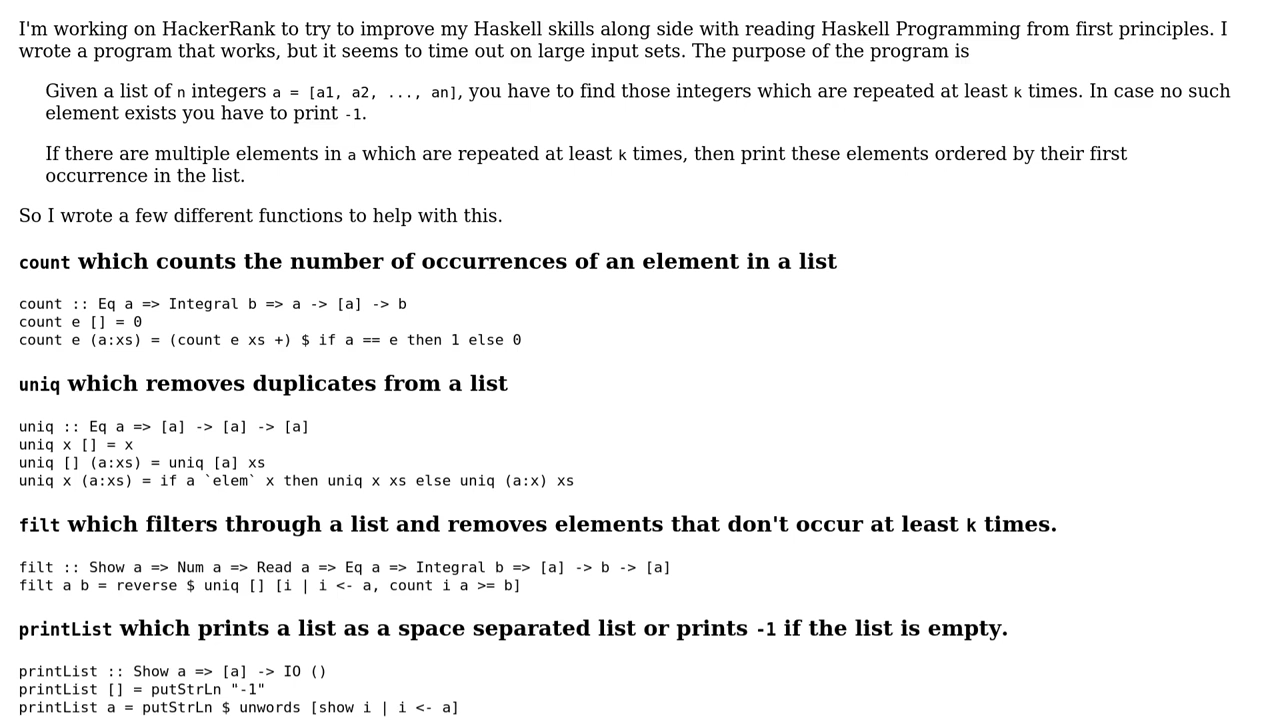 I'm working on HackerRank to try to improve my Haskell skills along side with reading Haskell Programming from first principles. I
wrote a program that works, but it seems to time out on large input sets. The purpose of the program is
Given a list of n integers a = [a1, a2, ..., an], you have to find those integers which are repeated at least k times. In case no such
element exists you have to print -1.
If there are multiple elements in a which are repeated at least k times, then print these elements ordered by their first
occurrence in the list.
So I wrote a few different functions to help with this.
count which counts the number of occurrences of an element in a list
count :: Eq a => Integral b => a -> [a] -> b
count e [] = 0
count e (a:xs) = (count e xs +) $ if a == e then 1 else 0
uniq which removes duplicates from a list
uniq :: Eq a => [a] -> [a] -> [a]
uniq x [] = x
uniq [] (a:xs) = uniq [a] xs
uniq x (a:xs) = if a `elem` x then uniq x xs else uniq (a:x) xs
filt which filters through a list and removes elements that don't occur at least k times.
filt :: Show a => Num a => Read a => Eq a => Integral b => [a] -> b -> [a]
filt a b = reverse $ uniq [] [i | i <- a, count i a >= b]
printList which prints a list as a space separated list or prints -1 if the list is empty.
printList :: Show a => [a] -> IO ()
printList [] = putStrLn "-1"
printList a = putStrLn $ unwords [show i | i <- a]